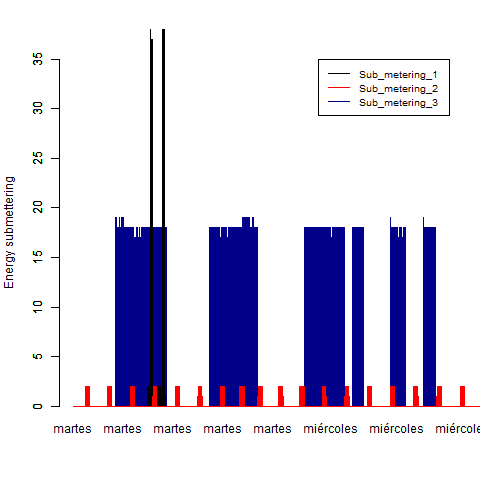 35
30
25
20
15
10
5
0
Energy submettering
Sub_metering_1
Sub_metering_2
Sub_metering_3
martes martes martes martes martes miércoles miércoles miércol